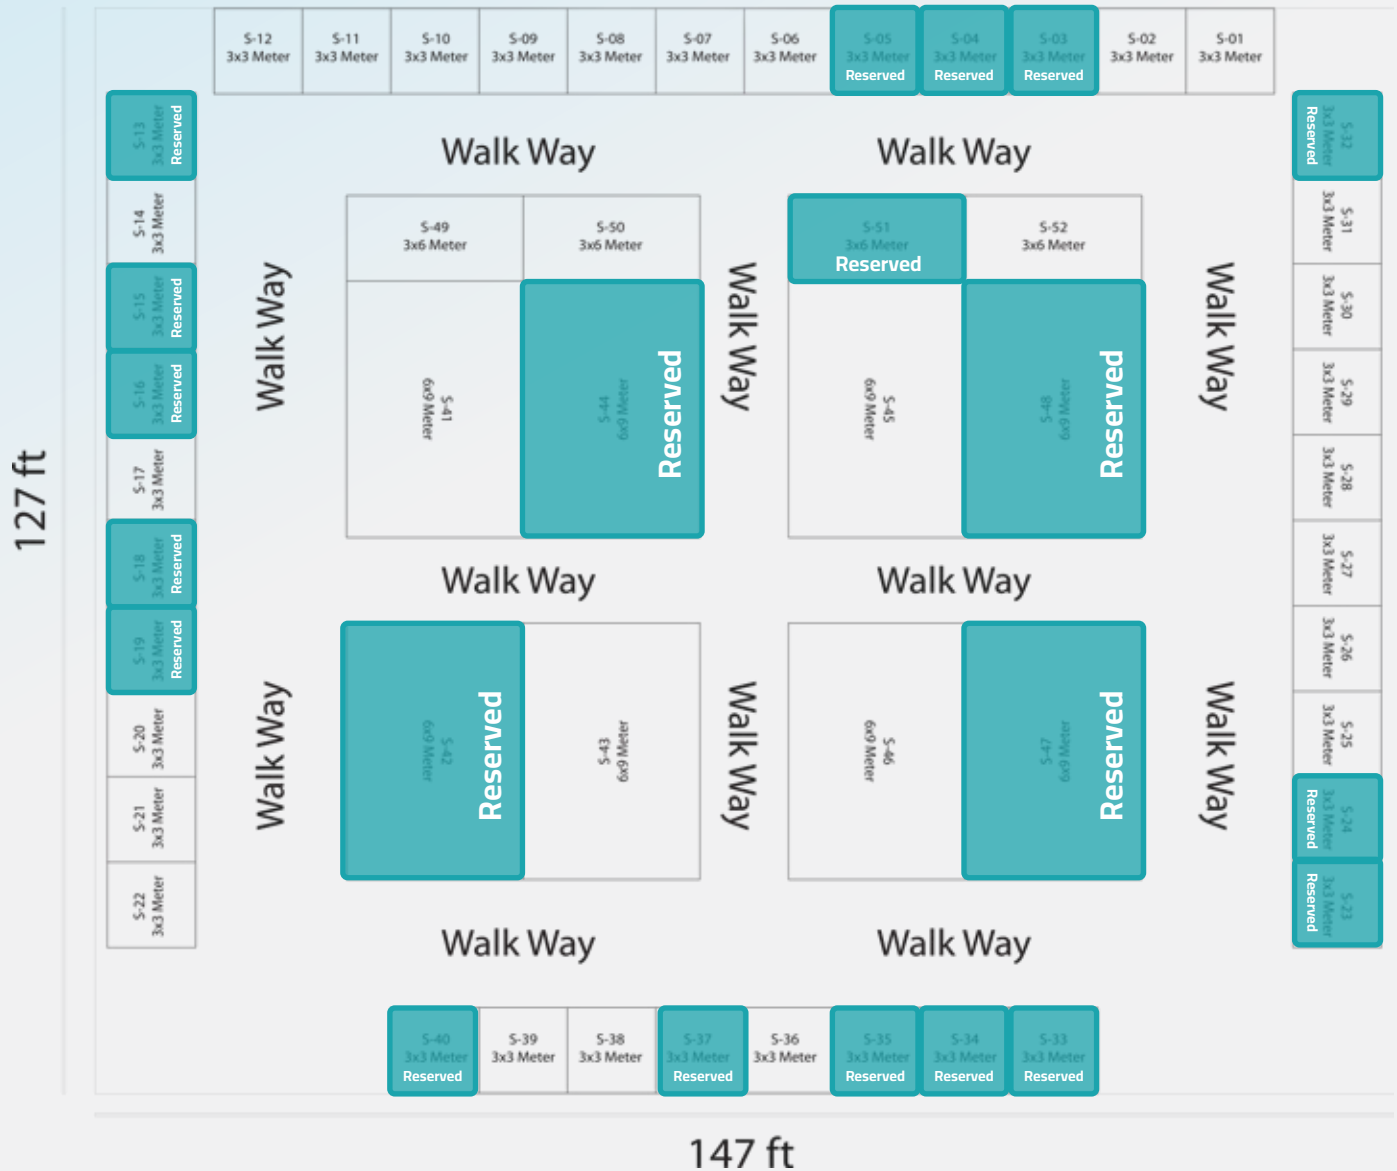 S-12
3x3 Meter
S-11
3x3 Meter
S-10
3x3 Meter
S-09
3x3 Meter
S-08
3x3 Meter
S-07
3x3 Meter
S-06
3x3 Meter
S-05
3x3 Meter
Reserved
S-04
3x3 Meter
Reserved
S-03
3x3 Meter
Reserved
S-02
3x3 Meter
S-01
3x3 Meter
S-13
3x3 Meter
Reserved
S-14
3x3 Meter
S-15
3x3 Meter
Reserved
S-16
3x3 Meter
Reserved
S-17
3x3 Meter
S-18
3x3 Meter
Reserved
S-19
3x3 Meter
Reserved
S-20
3x3 Meter
S-21
3x3 Meter
S-22
3x3 Meter
127 ft
Walk Way
Walk Way
Walk Way
Walk Way
S-49
3x6 Meter
S-50
3x6 Meter
S-41
6x9 Meter
S-44
6x9 Meter
Reserved
Walk Way
S-51
3x6 Meter
Reserved
S-52
3x6 Meter
S-45
6x9 Meter
S-48
6x9 Meter
Reserved
Walk Way
Walk Way
Walk Way
Walk Way
S-42
6x9 Meter
Reserved
S-43
6x9 Meter
Walk Way
S-46
6x9 Meter
S-47
6x9 Meter
Reserved
Walk Way
Walk Way
Walk Way
S-32
3x3 Meter
Reserved
S-31
3x3 Meter
S-30
3x3 Meter
S-29
3x3 Meter
S-28
3x3 Meter
S-27
3x3 Meter
S-26
3x3 Meter
S-25
3x3 Meter
S-24
3x3 Meter
Reserved
S-23
3x3 Meter
Reserved
S-40
3x3 Meter
Reserved
S-39
3x3 Meter
S-38
3x3 Meter
S-37
3x3 Meter
Reserved
S-36
3x3 Meter
S-35
3x3 Meter
Reserved
S-34
3x3 Meter
Reserved
S-33
3x3 Meter
Reserved
147 ft